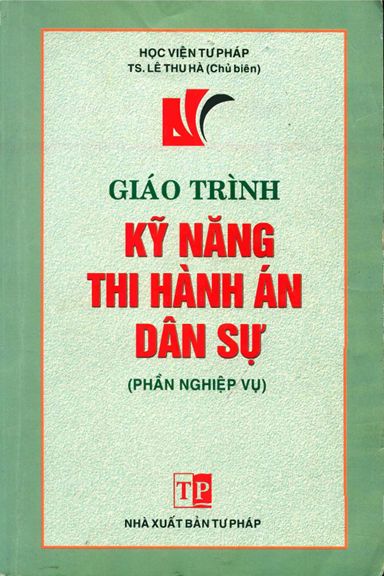 HỌC VIỆN TƯ PHÁP
TS. LÊ THU HÀ (Chủ biên)
GIÁO TRÌNH
KỸ NĂNG
THI HÀNH ÁN
DÂN SỰ
(PHẦN NGHIỆP VỤ)
TP
NHÀ XUẤT BẢN TƯ PHÁP